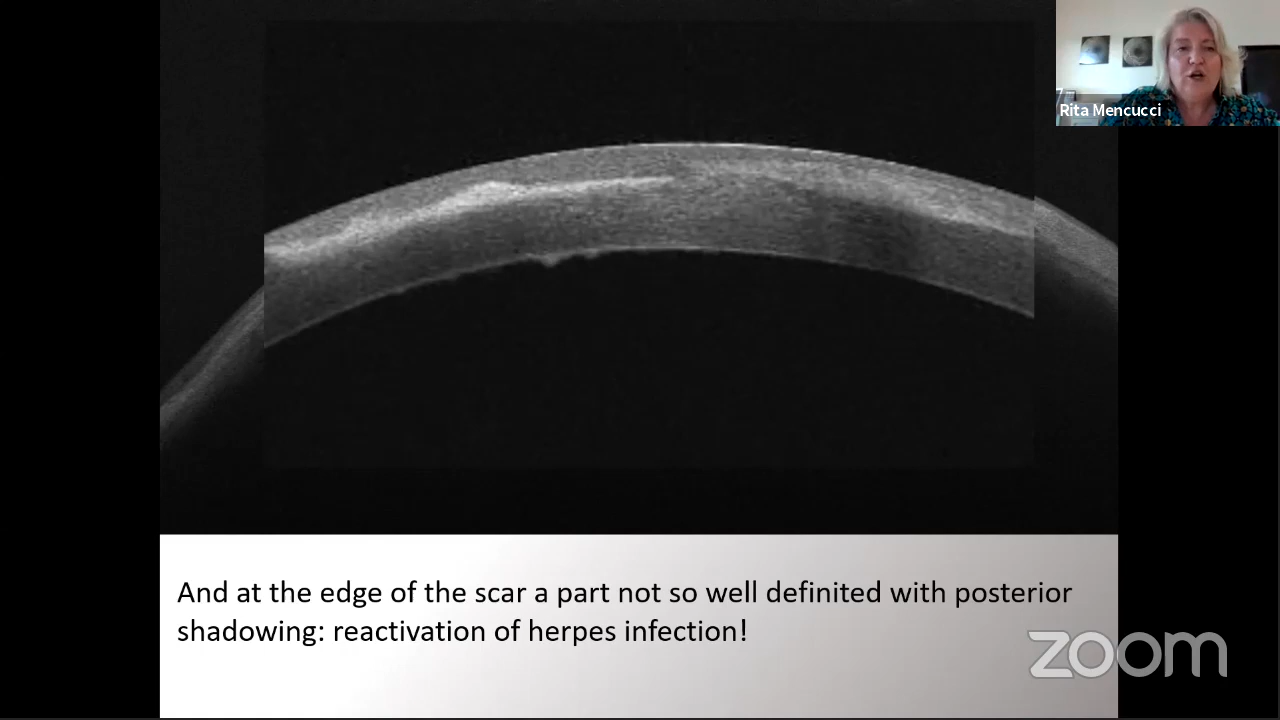 Rita Mencucci
And at the edge of the scar a part not so well definited with posterior
shadowing: reactivation of herpes infection!
zoom